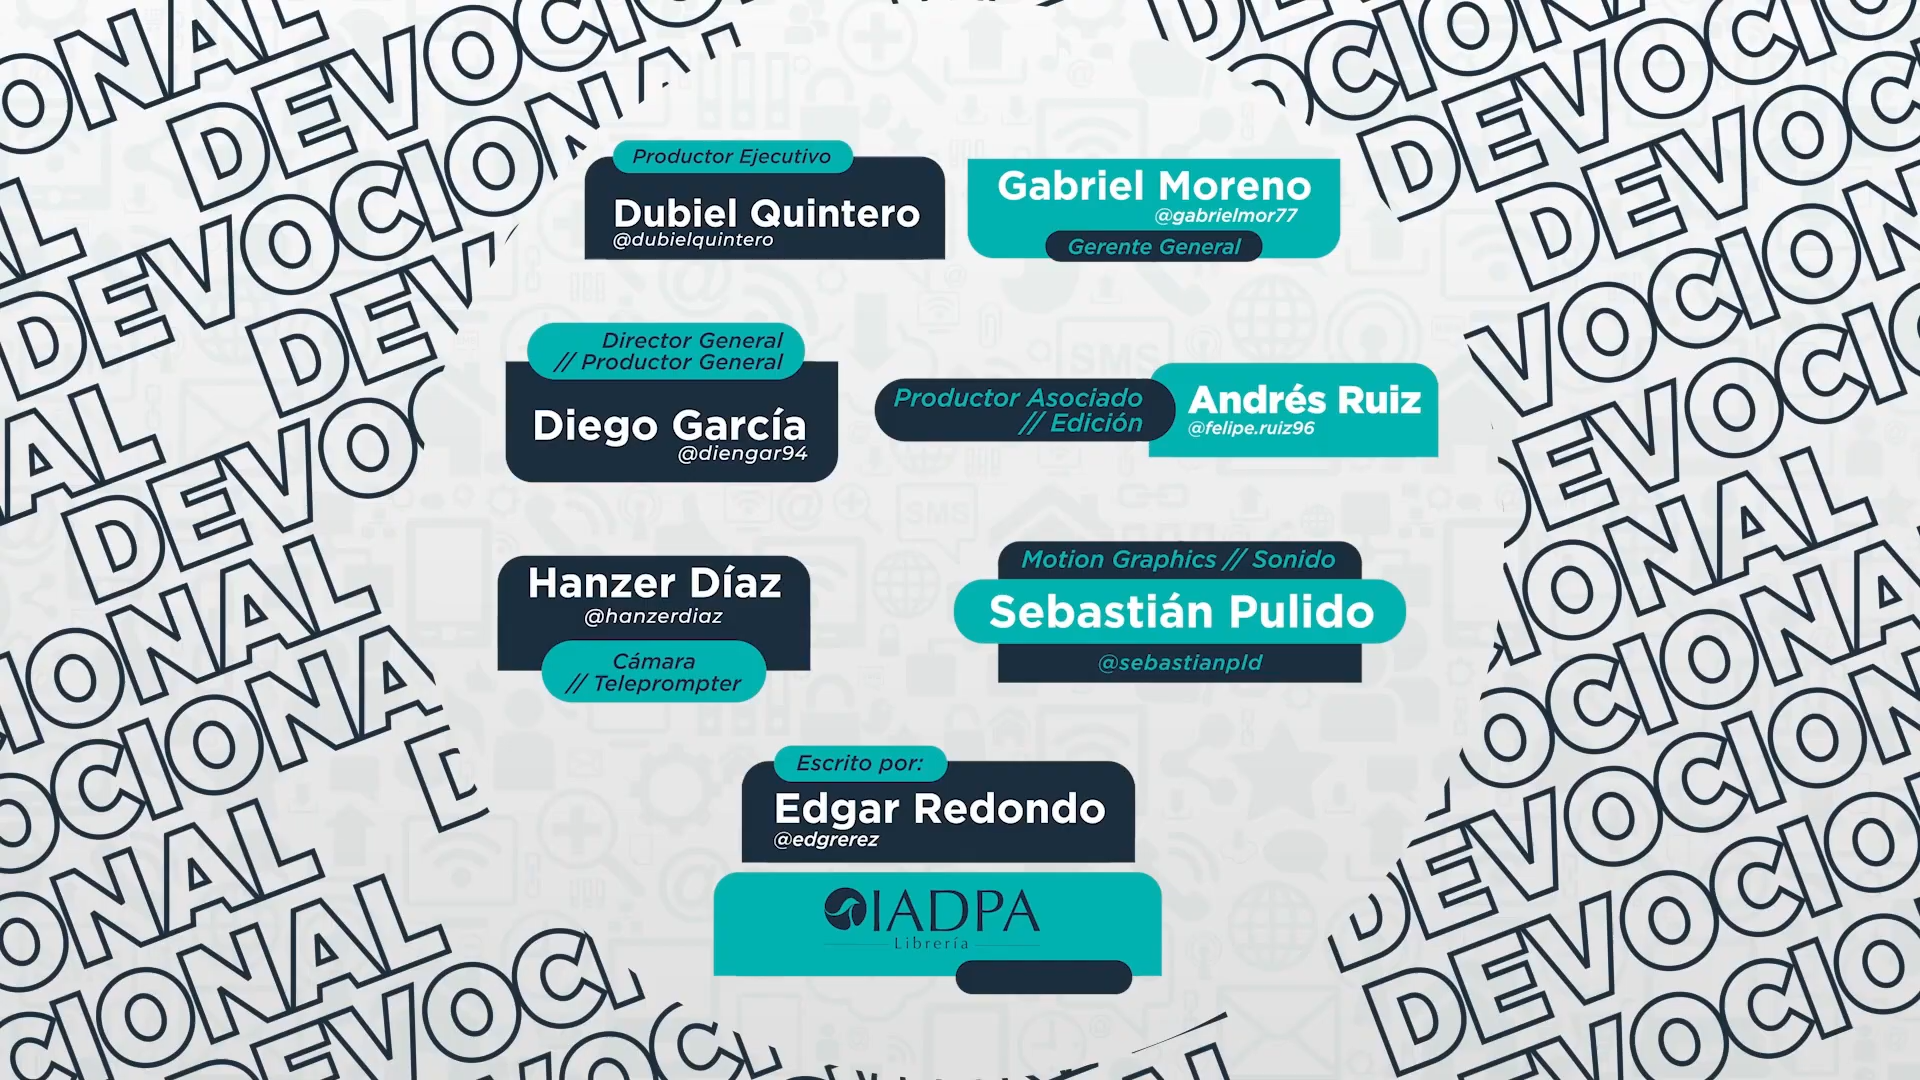 Productor Ejecutivo
Dubiel Quintero
@dubielquintero
Gabriel Moreno
@gabrielmor77
Gerente General
Director General
// Productor General
Diego García
@diengar94
Productor Asociado
// Edición
Andrés Ruiz
@felipe.ruiz96
Hanzer Díaz
@hanzerdiaz
Cámara
// Teleprompter
Motion Graphics // Sonido
Sebastián Pulido
@sebastianpld
Escrito por:
Edgar Redondo
@edgrerez
IADPA
Librería
DEVOCIONAL
SMS
SMS